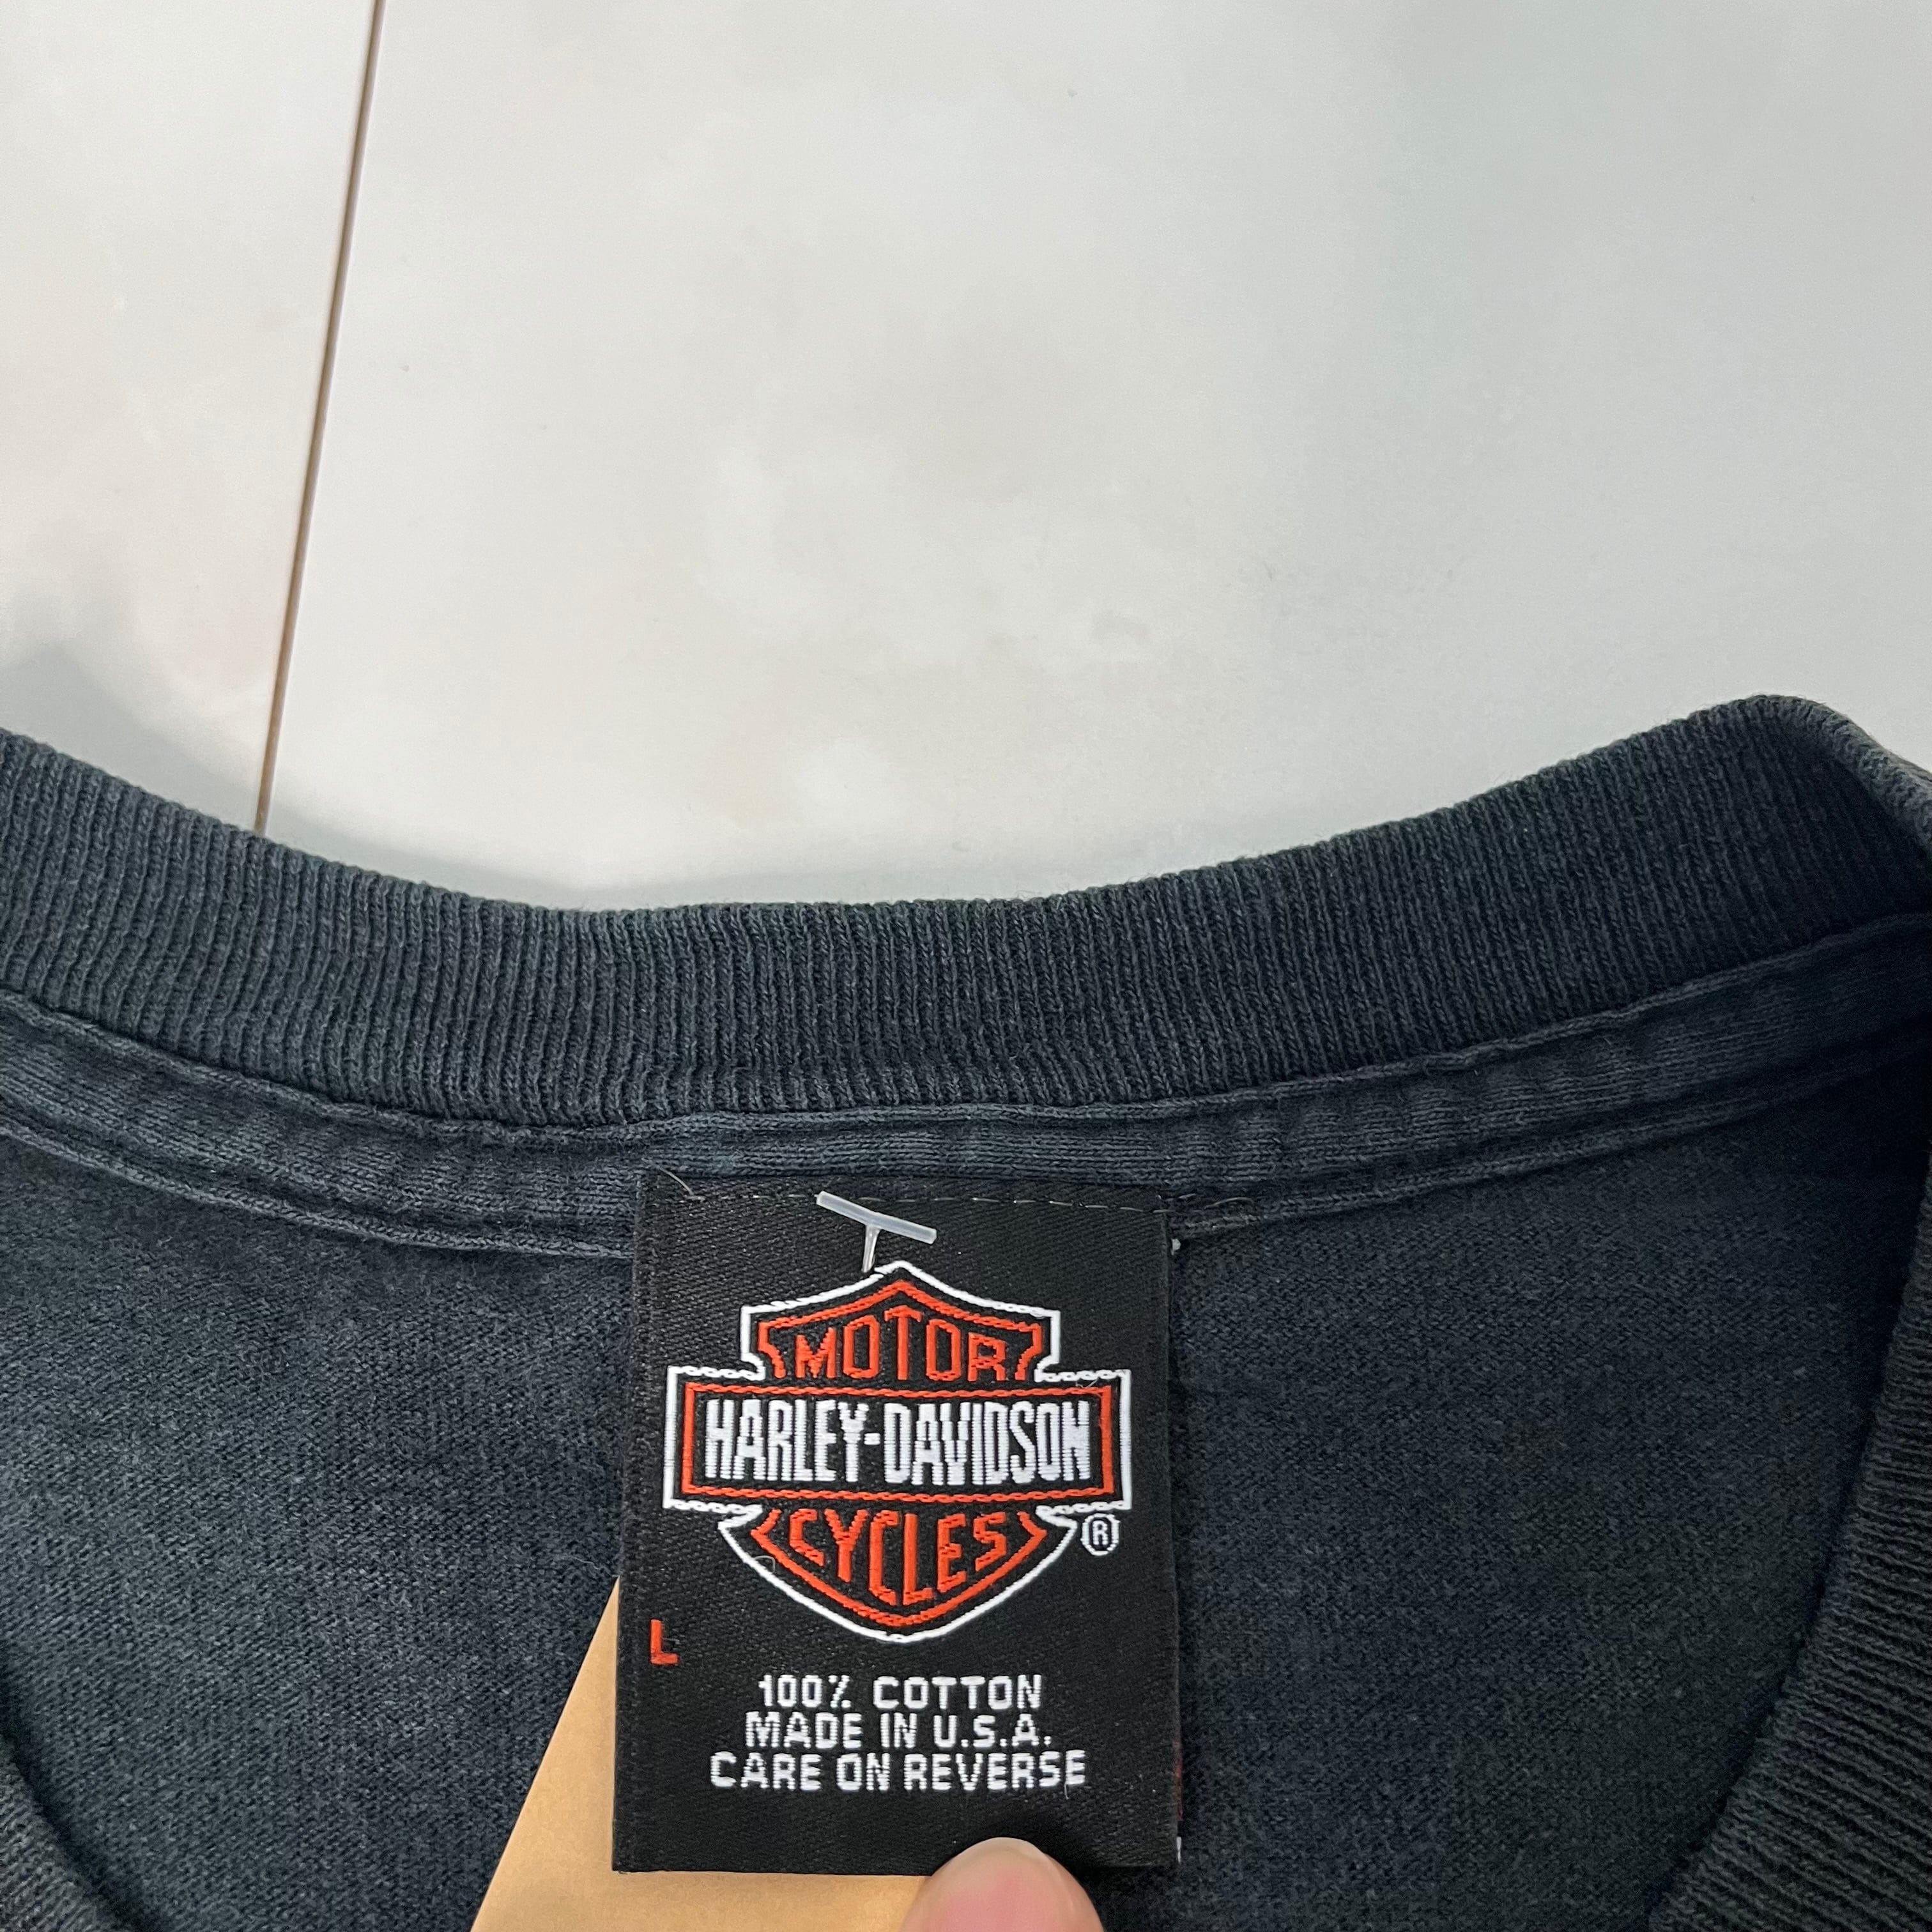 MOTOR
HARLEY-DAVIDSON
CYCLES
®
L
100% COTTON
MADE IN U.S.A.
CARE ON REVERSE